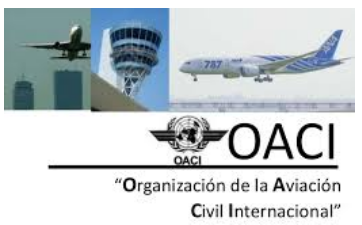 787
OACI
OACI
“Organización de la Aviación
Civil Internacional”